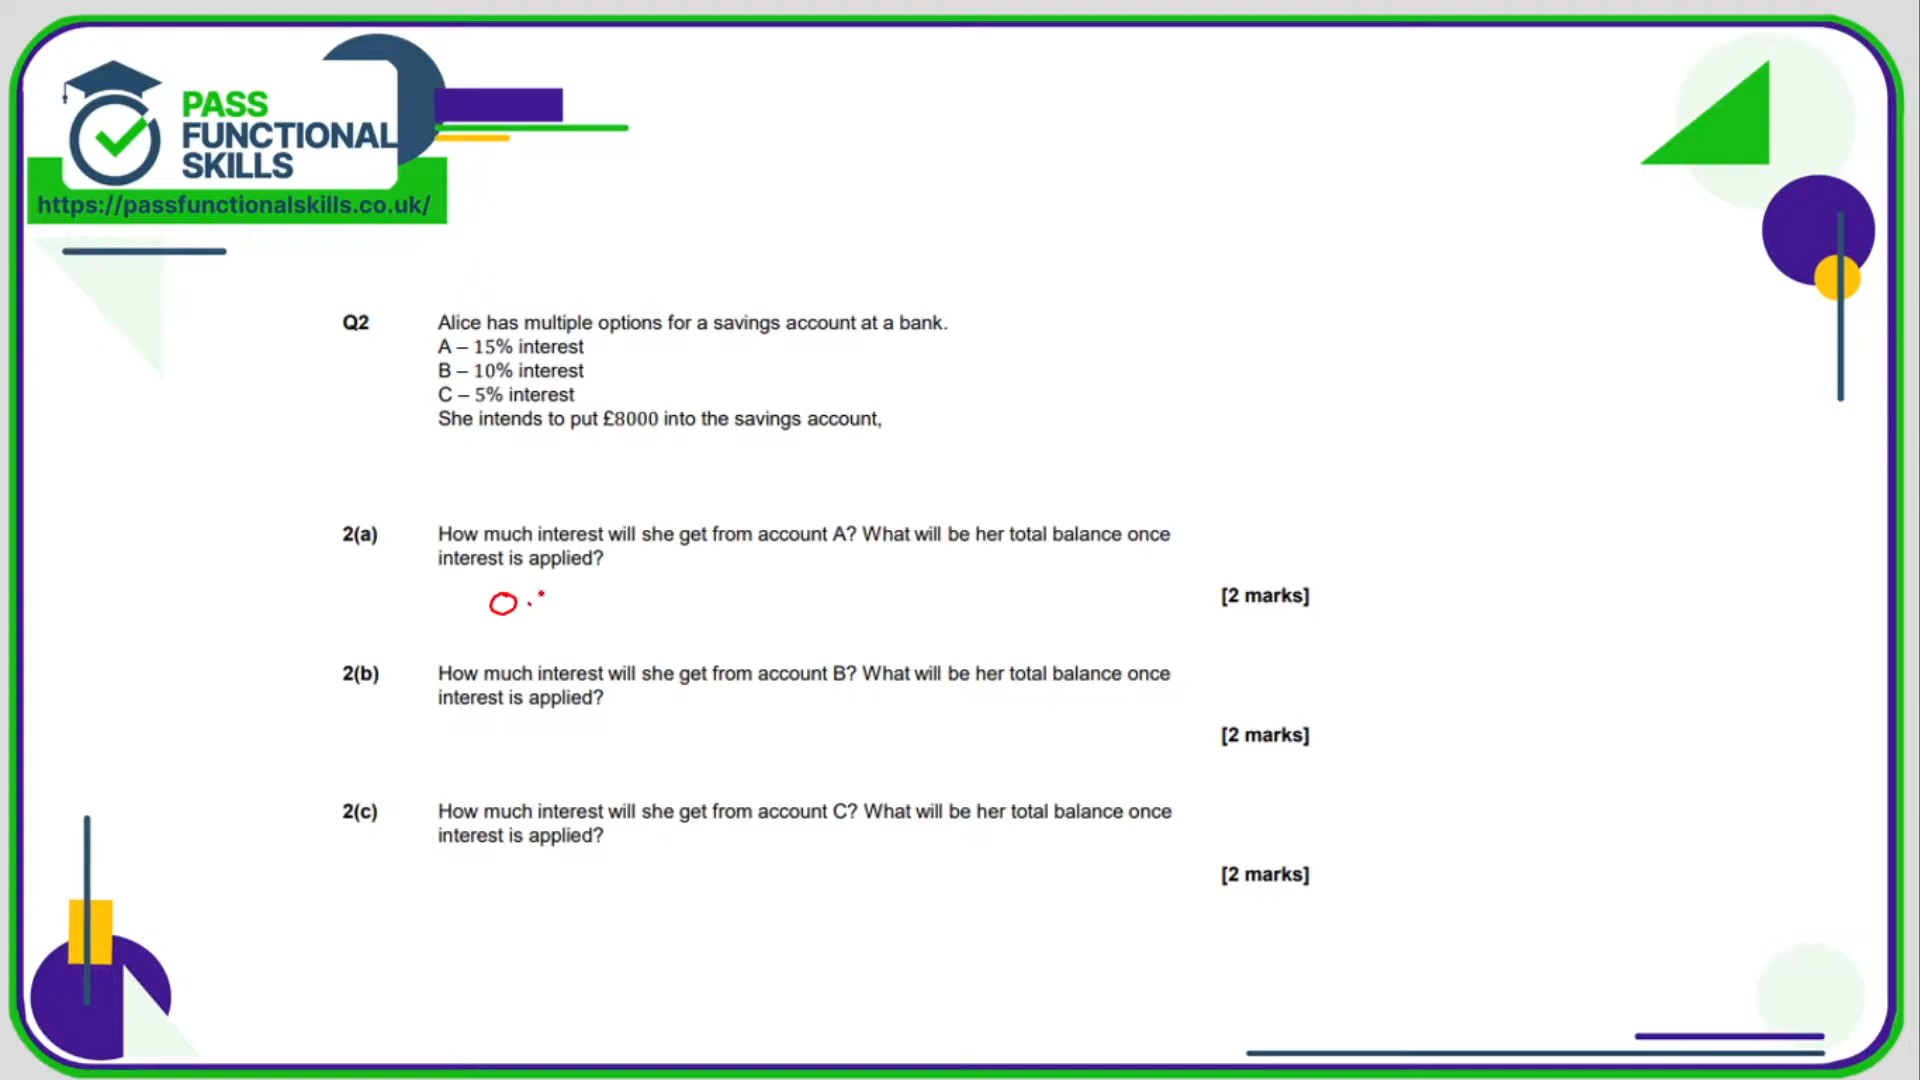 PASS
FUNCTIONAL
SKILLS
https://passfunctionalskills.co.uk/
Q2 Alice has multiple options for a savings account at a bank.
A – 15% interest
B – 10% interest
C – 5% interest
She intends to put £8000 into the savings account,
2(a) How much interest will she get from account A? What will be her total balance once
interest is applied?
[2 marks]
0.
2(b) How much interest will she get from account B? What will be her total balance once
interest is applied?
[2 marks]
2(c) How much interest will she get from account C? What will be her total balance once
interest is applied?
[2 marks]